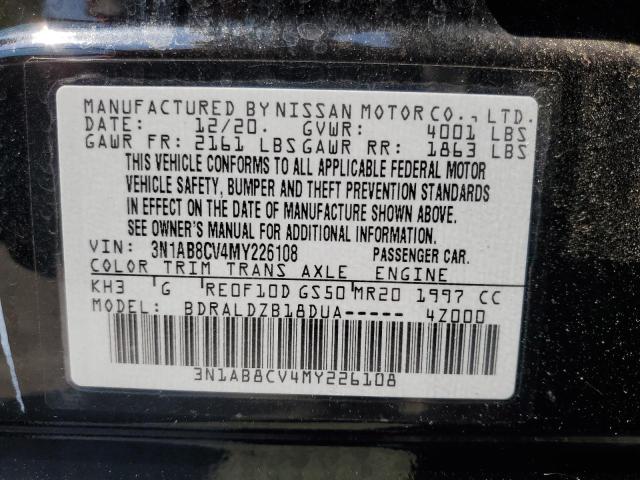 MANUFACTURED BY NISSAN MOTOR CO., LTD.
DATE: 12/20. GVWR: 4001 LBS
GAWR FR: 2161 LBS GAWR RR: 1863 LBS
THIS VEHICLE CONFORMS TO ALL APPLICABLE FEDERAL MOTOR
VEHICLE SAFETY, BUMPER AND THEFT PREVENTION STANDARDS
IN EFFECT ON THE DATE OF MANUFACTURE SHOWN ABOVE.
SEE OWNER'S MANUAL FOR ADDITIONAL INFORMATION.
VIN: 3N1AB8CV4MY226108 PASSENGER CAR.
COLOR TRIM TRANS AXLE ENGINE
KH3 G RE0F10D GS50 MR20 1997 CC
MODEL: BDRALDZB18DUA----- 4Z000
3N1AB8CV4MY226108